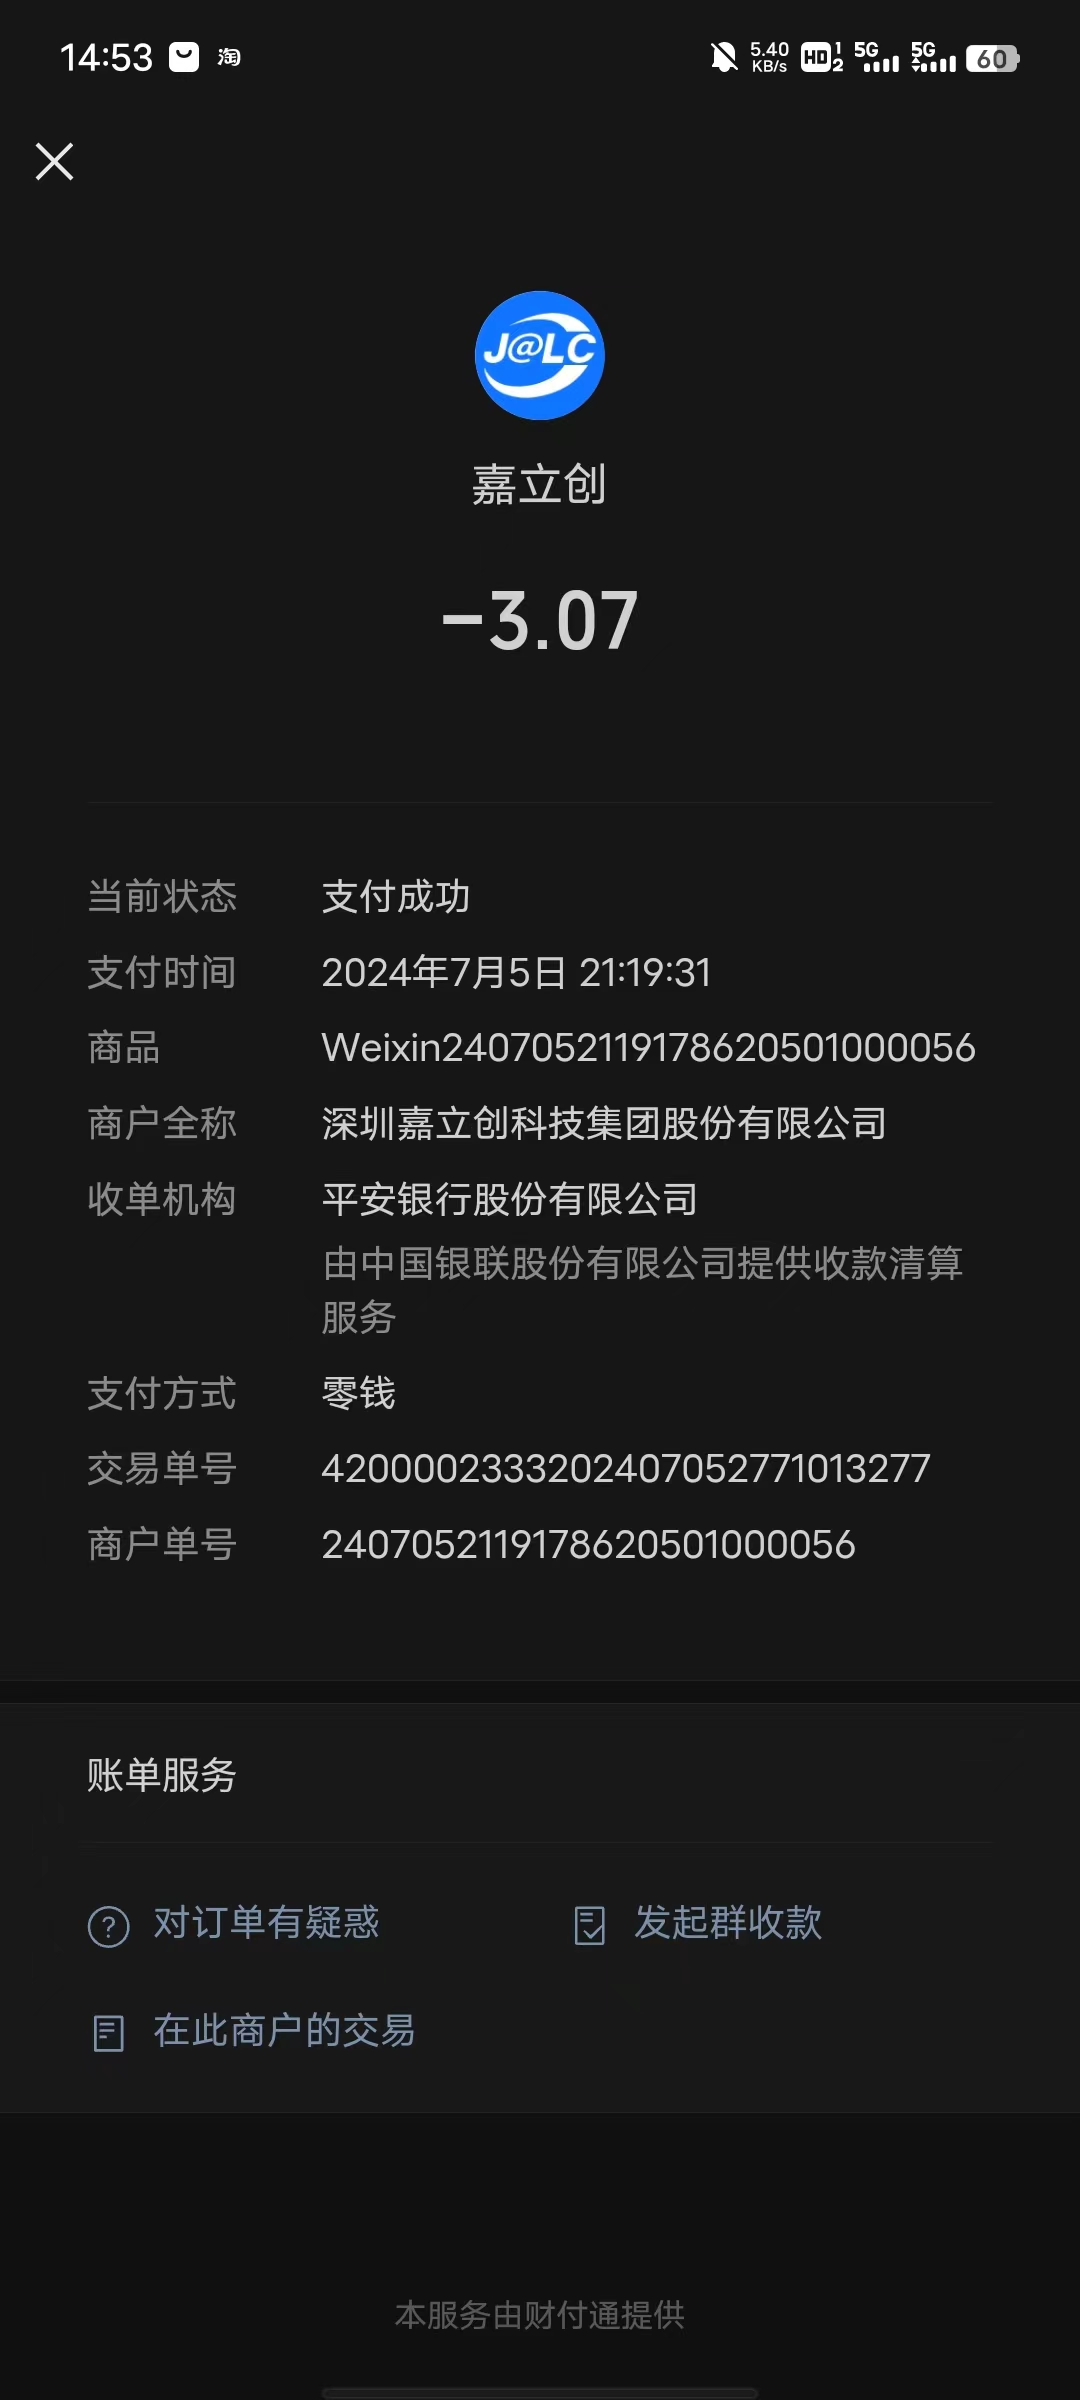 14:53 淘 5.40 KB/s HD 1 2 5G 5G 60
J@LC
嘉立创
-3.07
当前状态 支付成功
支付时间 2024年7月5日 21:19:31
商品 Weixin2407052119178620501000056
商户全称 深圳嘉立创科技集团股份有限公司
收单机构 平安银行股份有限公司
由中国银联股份有限公司提供收款清算
服务
支付方式 零钱
交易单号 4200002333202407052771013277
商户单号 2407052119178620501000056
账单服务
对订单有疑惑 发起群收款
在此商户的交易
本服务由财付通提供